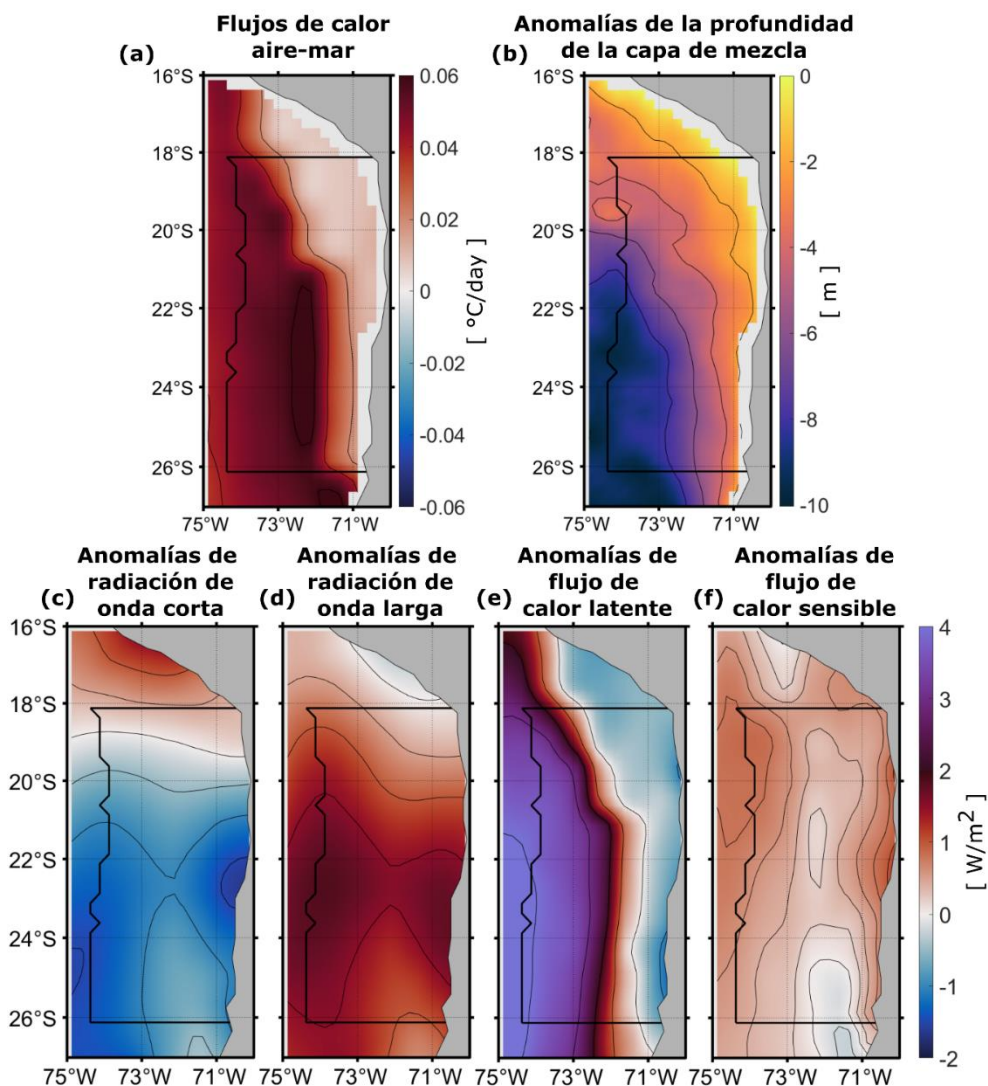 Flujos de calor
aire-mar
(a)
16°S
18°S
20°S
22°S
24°S
26°S
75°W 73°W 71°W
0.06
0.04
0.02
0
-0.02
-0.04
-0.06
[ °C/day ]
Anomalías de la profundidad
de la capa de mezcla
(b)
16°S
18°S
20°S
22°S
24°S
26°S
75°W 73°W 71°W
0
-2
-4
-6
-8
-10
[ m ]
Anomalías de
radiación de
onda corta
(c)
16°S
18°S
20°S
22°S
24°S
26°S
75°W 73°W 71°W
Anomalías de
radiación de
onda larga
(d)
75°W 73°W 71°W
Anomalías de
flujo de
calor latente
(e)
75°W 73°W 71°W
Anomalías de
flujo de
calor sensible
(f)
75°W 73°W 71°W
4
3
2
1
0
-1
-2
[ W/m² ]